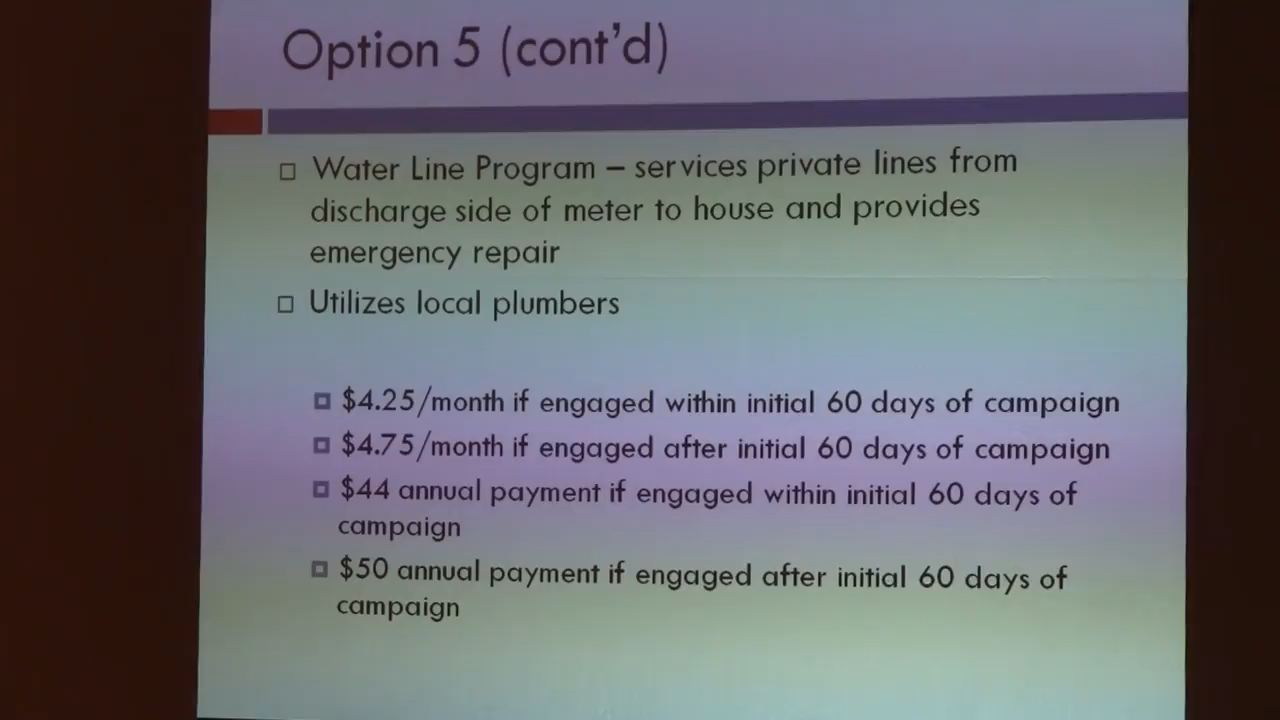 Option 5 (cont'd)
Water Line Program – services private lines from
discharge side of meter to house and provides
emergency repair
Utilizes local plumbers
$4.25/month if engaged within initial 60 days of campaign
$4.75/month if engaged after initial 60 days of campaign
$44 annual payment if engaged within initial 60 days of
campaign
$50 annual payment if engaged after initial 60 days of
campaign